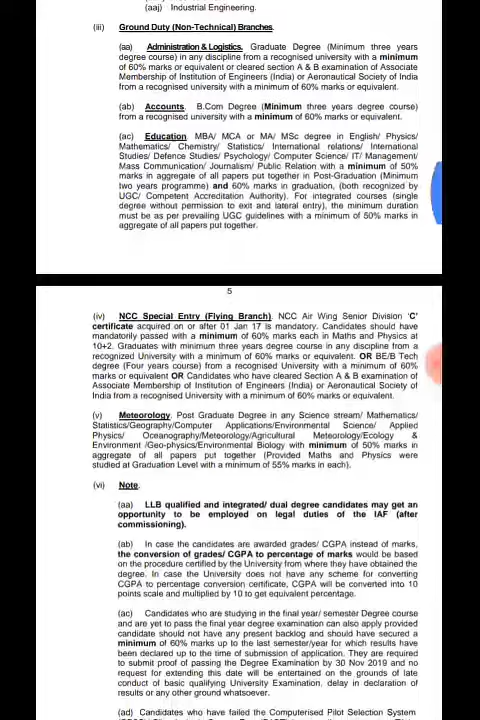 (aaj) Industrial Engineering.
(iii) Ground Duty (Non-Technical) Branches.
(aa) Administration & Logistics. Graduate Degree (Minimum three years
degree course) in any discipline from a recognised university with a minimum
of 60% marks or equivalent or cleared section A & B examination of Associate
Membership of Institution of Engineers (India) or Aeronautical Society of India
from a recognised university with a minimum of 60% marks or equivalent.
(ab) Accounts. B.Com Degree (Minimum three years degree course)
from a recognised university with a minimum of 60% marks or equivalent.
(ac) Education. MBA/ MCA or MA/ MSc degree in English/ Physics/
Mathematics/ Chemistry/ Statistics/ International relations/ International
Studies/ Defence Studies/ Psychology/ Computer Science/ IT/ Management/
Mass Communication/ Journalism/ Public Relation with a minimum of 50%
marks in aggregate of all papers put together in Post-Graduation (Minimum
two years programme) and 60% marks in graduation, (both recognized by
UGC/ Competent Accreditation Authority). For integrated courses (single
degree without permission to exit and lateral entry), the minimum duration
must be as per prevailing UGC guidelines with a minimum of 50% marks in
aggregate of all papers put together.
5
(iv) NCC Special Entry (Flying Branch). NCC Air Wing Senior Division 'C'
certificate acquired on or after 01 Jan 17 is mandatory. Candidates should have
mandatorily passed with a minimum of 60% marks each in Maths and Physics at
10+2. Graduates with minimum three years degree course in any discipline from a
recognized University with a minimum of 60% marks or equivalent. OR BE/B Tech
degree (Four years course) from a recognised University with a minimum of 60%
marks or equivalent OR Candidates who have cleared Section A & B examination of
Associate Membership of Institution of Engineers (India) or Aeronautical Society of
India from a recognised University with a minimum of 60% marks or equivalent.
(v) Meteorology. Post Graduate Degree in any Science stream/ Mathematics/
Statistics/Geography/Computer Applications/Environmental Science/ Applied
Physics/ Oceanography/Meteorology/Agricultural Meteorology/Ecology &
Environment /Geo-physics/Environmental Biology with minimum of 50% marks in
aggregate of all papers put together (Provided Maths and Physics were
studied at Graduation Level with a minimum of 55% marks in each).
(vi) Note.
(aa) LLB qualified and integrated/ dual degree candidates may get an
opportunity to be employed on legal duties of the IAF (after
commissioning).
(ab) In case the candidates are awarded grades/ CGPA instead of marks,
the conversion of grades/ CGPA to percentage of marks would be based
on the procedure certified by the University from where they have obtained the
degree. In case the University does not have any scheme for converting
CGPA to percentage conversion certificate, CGPA will be converted into 10
points scale and multiplied by 10 to get equivalent percentage.
(ac) Candidates who are studying in the final year/ semester Degree course
and are yet to pass the final year degree examination can also apply provided
candidate should not have any present backlog and should have secured a
minimum of 60% marks up to the last semester/year for which results have
been declared up to the time of submission of application. They are required
to submit proof of passing the Degree Examination by 30 Nov 2019 and no
request for extending this date will be entertained on the grounds of late
conduct of basic qualifying University Examination, delay in declaration of
results or any other ground whatsoever.
(ad) Candidates who have failed the Computerised Pilot Selection System